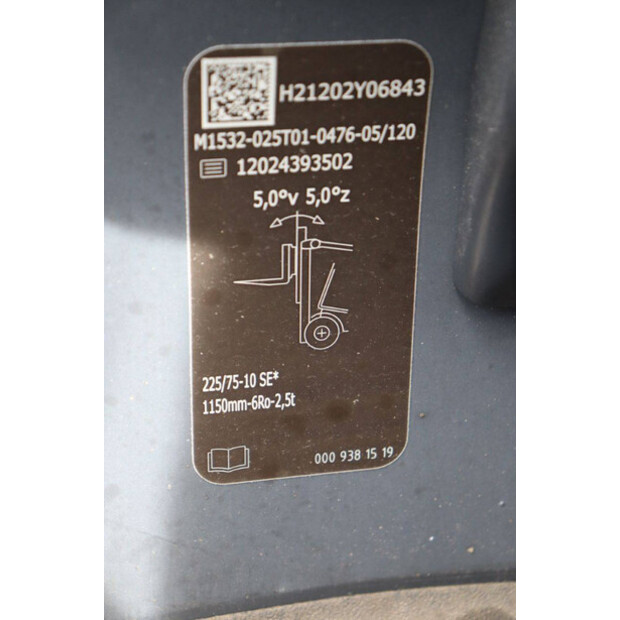 H21202Y06843
M1532-025T01-0476-05/120
12024393502
5,0°v 5,0°z
225/75-10 SE*
1150mm-6Ro-2,5t
000 938 15 19